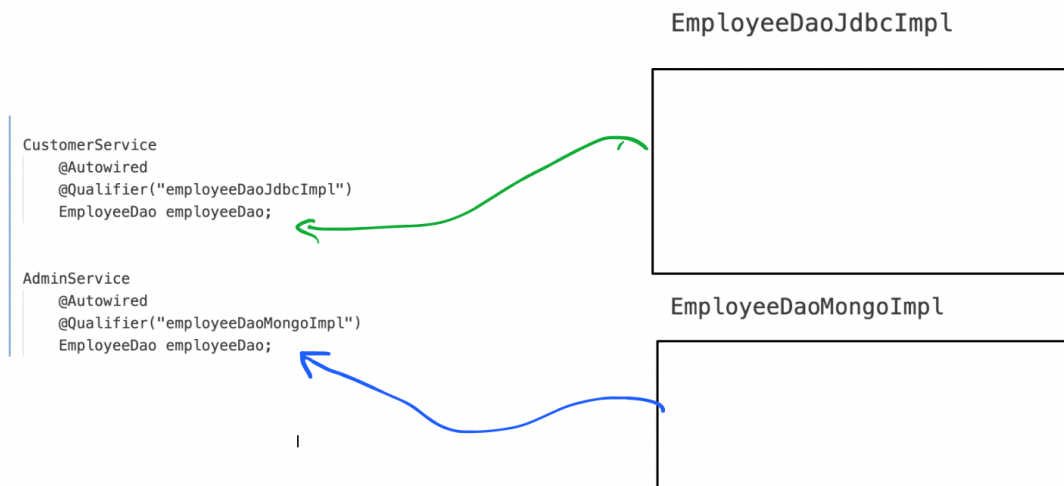 EmployeeDaoJdbcImpl
CustomerService
@Autowired
@Qualifier("employeeDaoJdbcImpl")
EmployeeDao employeeDao;
AdminService
@Autowired
@Qualifier("employeeDaoMongoImpl")
EmployeeDao employeeDao;
EmployeeDaoMongoImpl